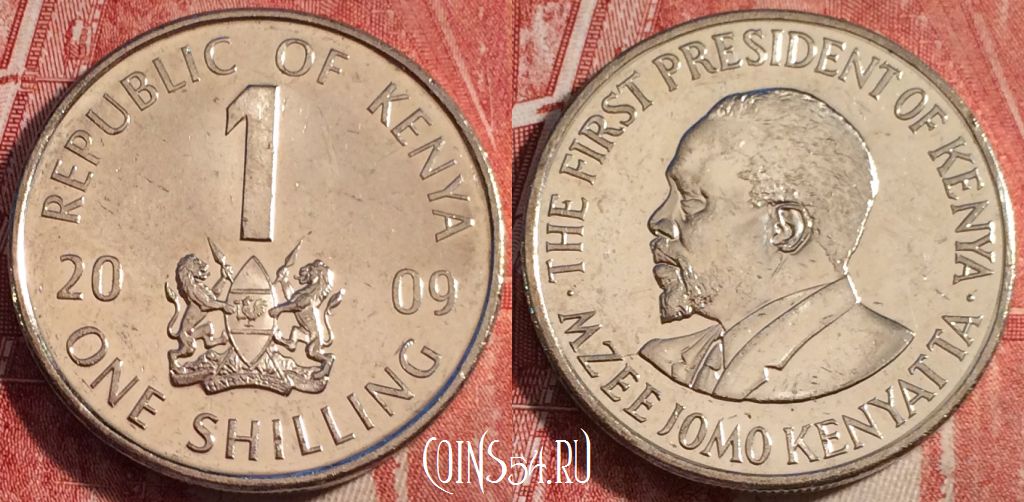 REPUBLIC OF KENYA
1
20 09
ONE SHILLING
THE FIRST PRESIDENT OF KENYA
· MZEE JOMO KENYATTA ·
COINS54.RU